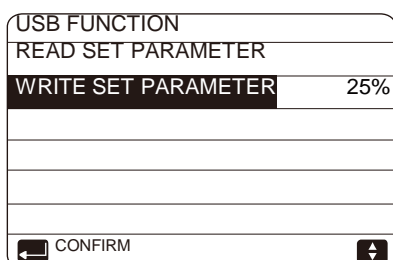 USB FUNCTION
READ SET PARAMETER
WRITE SET PARAMETER 25%
CONFIRM